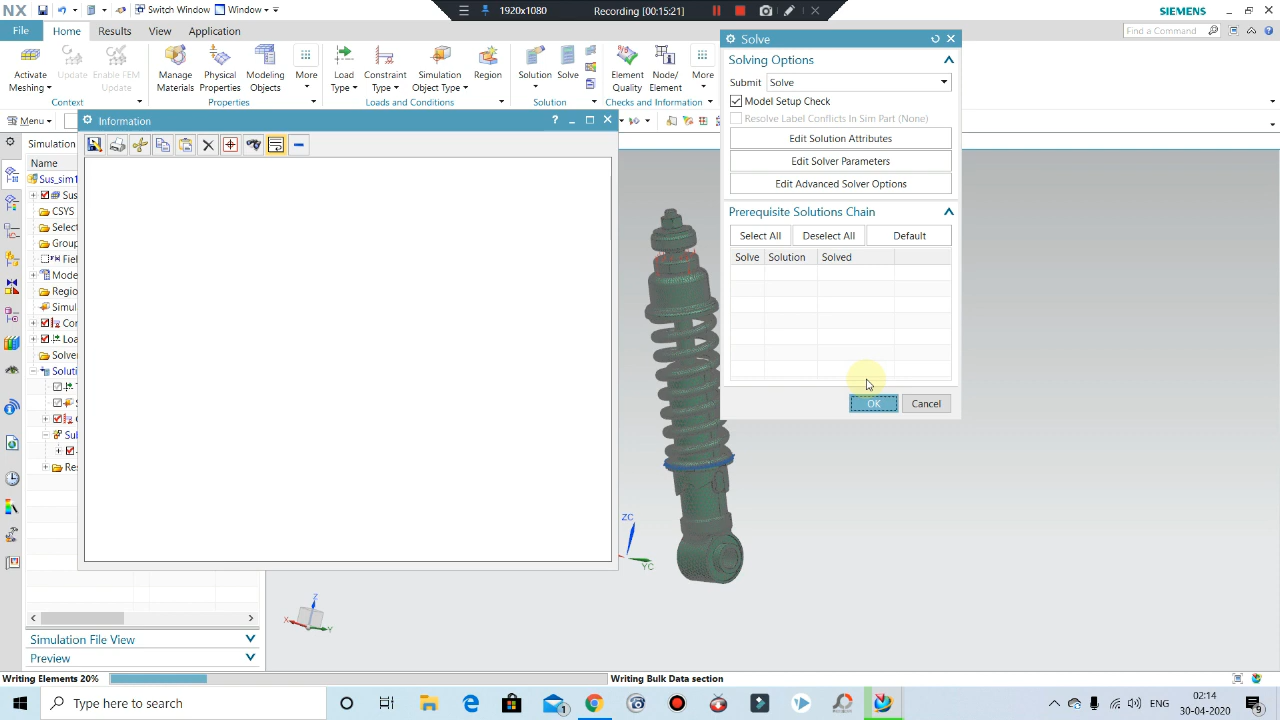 NX
Switch Window
Window
1920x1080
Recording [00:15:21]
SIEMENS
File
Home
Results
View
Application
Find a Command
Activate Meshing
Update
Enable FEM Update
Manage Materials
Physical Properties
Modeling Objects
More
Load Type
Constraint Type
Simulation Object Type
Region
Solution
Solve
Element Quality
Node/ Element
More
Context
Properties
Loads and Conditions
Solution
Checks and Information
Menu
Information
Simulation
Name
Sus_sim1
Sus
CSYS
Select
Group
Field
Mode
Regio
Simul
Con
Loa
Solve
Soluti
Sul
Res
Simulation File View
Preview
Solve
Solving Options
Submit
Solve
Model Setup Check
Resolve Label Conflicts In Sim Part (None)
Edit Solution Attributes
Edit Solver Parameters
Edit Advanced Solver Options
Prerequisite Solutions Chain
Select All
Deselect All
Default
Solve
Solution
Solved
OK
Cancel
ZC
YC
Z
X
Y
Writing Elements 20%
Writing Bulk Data section
Type here to search
ENG
02:14
30-04-2020